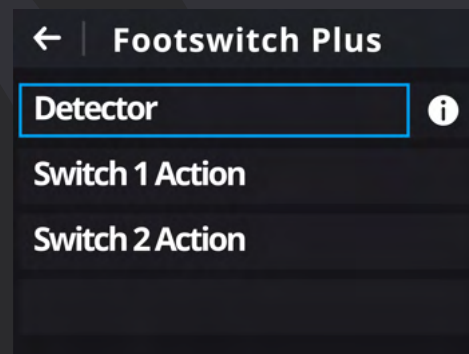 Footswitch Plus
Detector
Switch 1 Action
Switch 2 Action